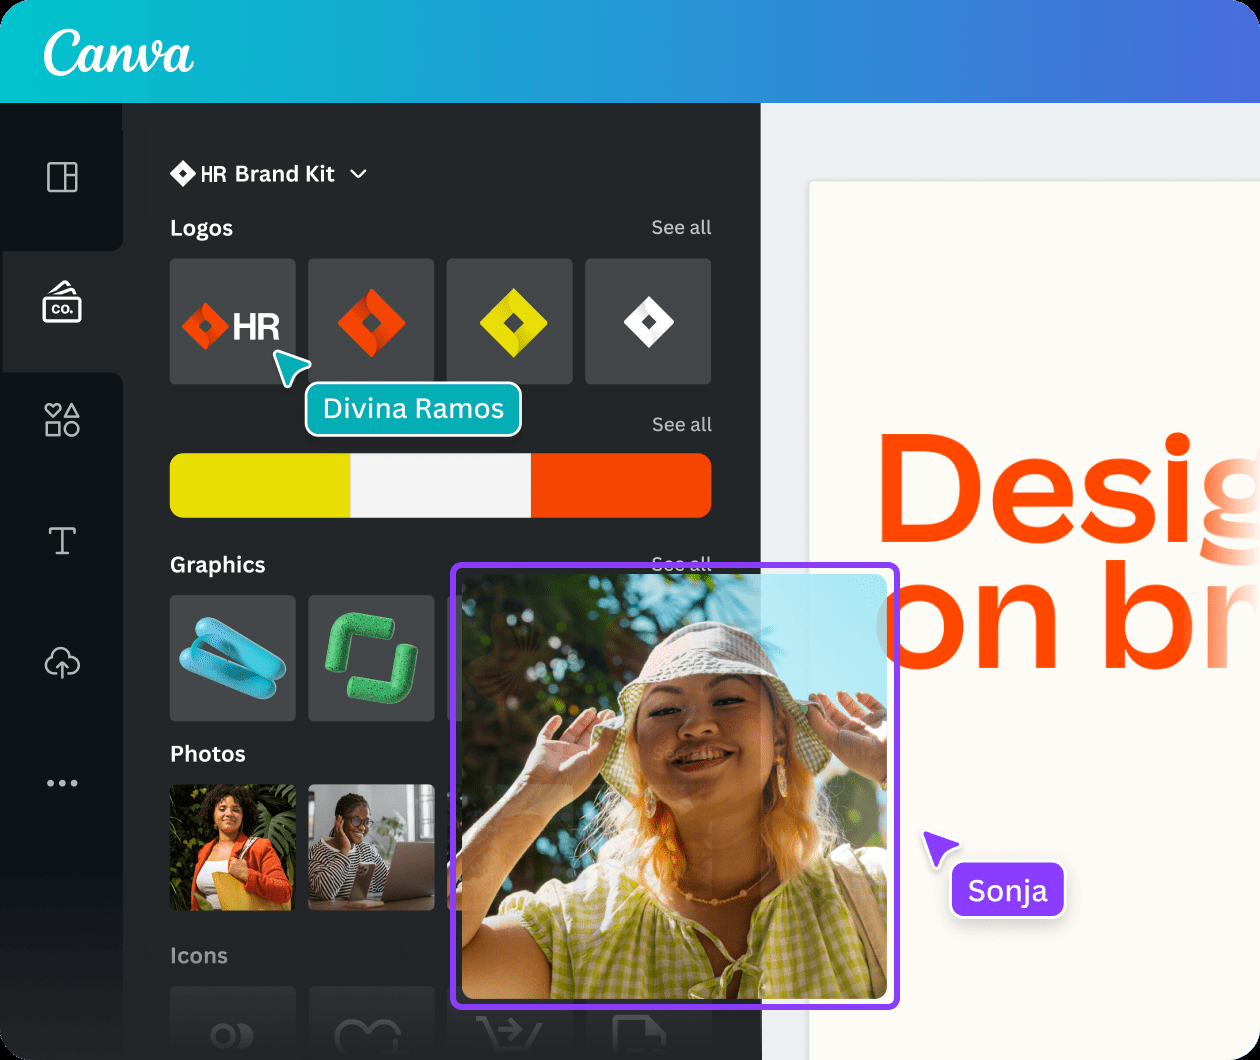 Canva
HR Brand Kit
Logos
See all
CO.
HR
Divina Ramos
See all
Graphics
See all
Desig
on br
Photos
Sonja
Icons